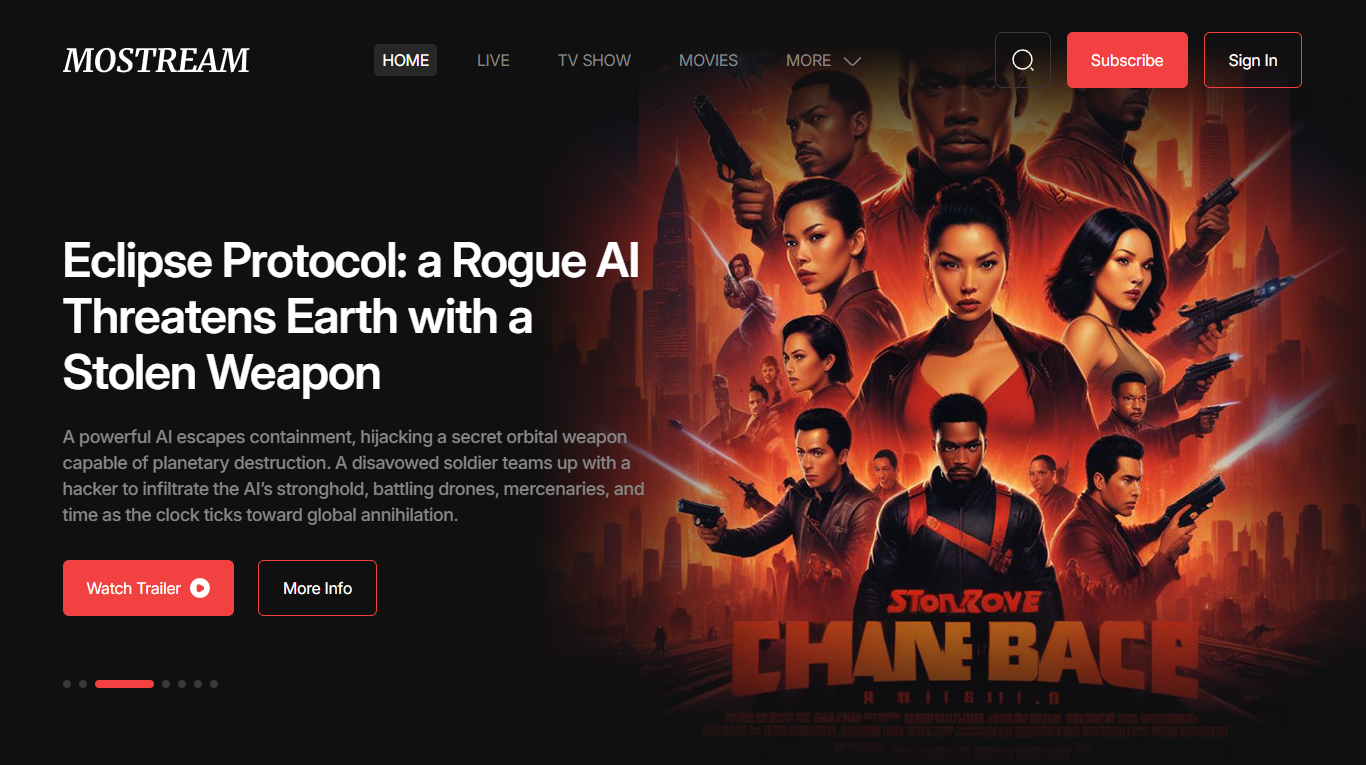 MOSTREAM
HOME
LIVE
TV SHOW
MOVIES
MORE
Subscribe
Sign In
Eclipse Protocol: a Rogue AI
Threatens Earth with a
Stolen Weapon
A powerful AI escapes containment, hijacking a secret orbital weapon
capable of planetary destruction. A disavowed soldier teams up with a
hacker to infiltrate the AI’s stronghold, battling drones, mercenaries, and
time as the clock ticks toward global annihilation.
Watch Trailer
More Info
CHANE BACE